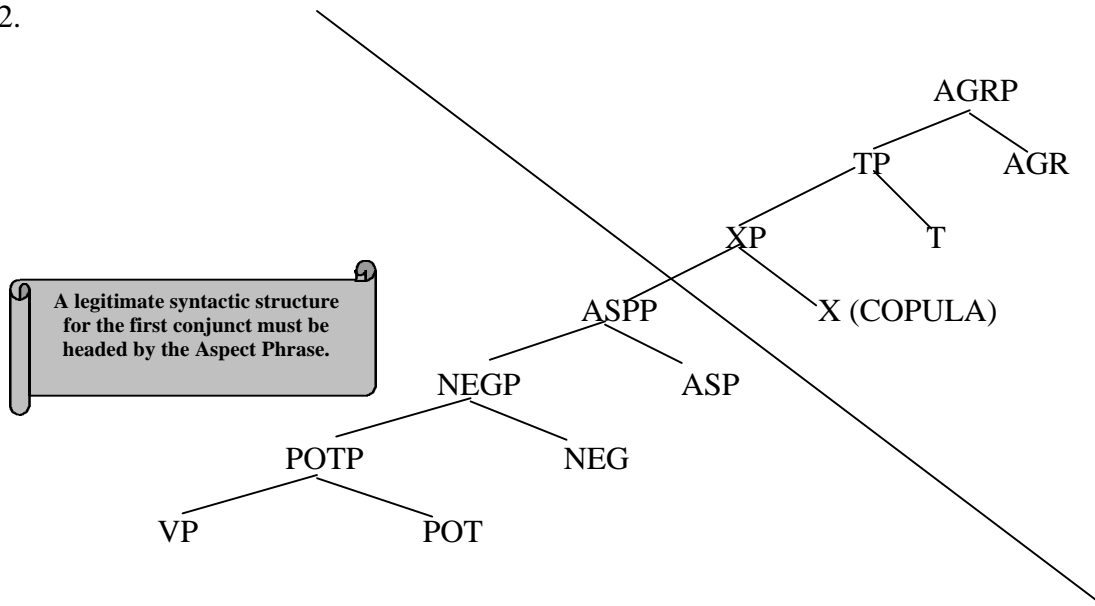 2.
AGRP
TP AGR
XP T
A legitimate syntactic structure
for the first conjunct must be
headed by the Aspect Phrase.
ASPP X (COPULA)
NEGP ASP
POTP NEG
VP POT